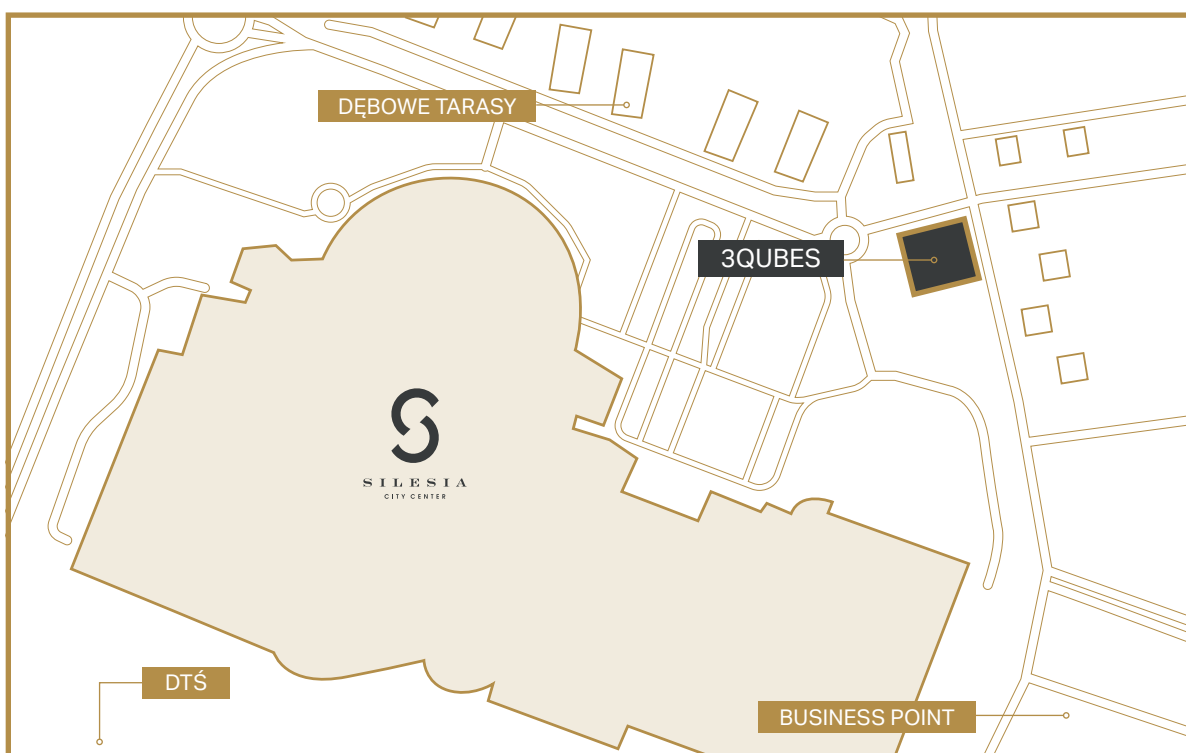 DĘBOWE TARASY
3QUBES
SILESIA
CITY CENTER
DTŚ
BUSINESS POINT